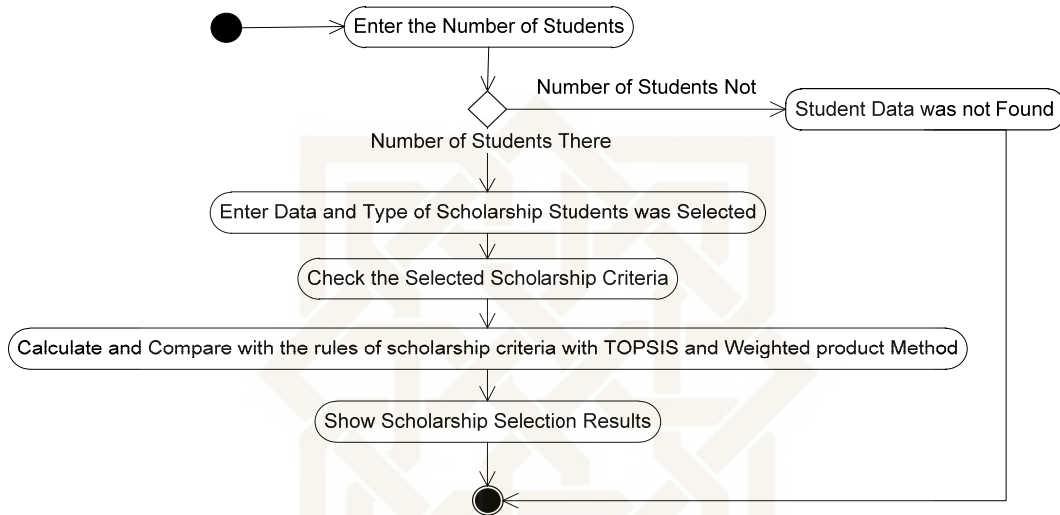 Enter the Number of Students
Number of Students Not
Student Data was not Found
Number of Students There
Enter Data and Type of Scholarship Students was Selected
Check the Selected Scholarship Criteria
Calculate and Compare with the rules of scholarship criteria with TOPSIS and Weighted product Method
Show Scholarship Selection Results